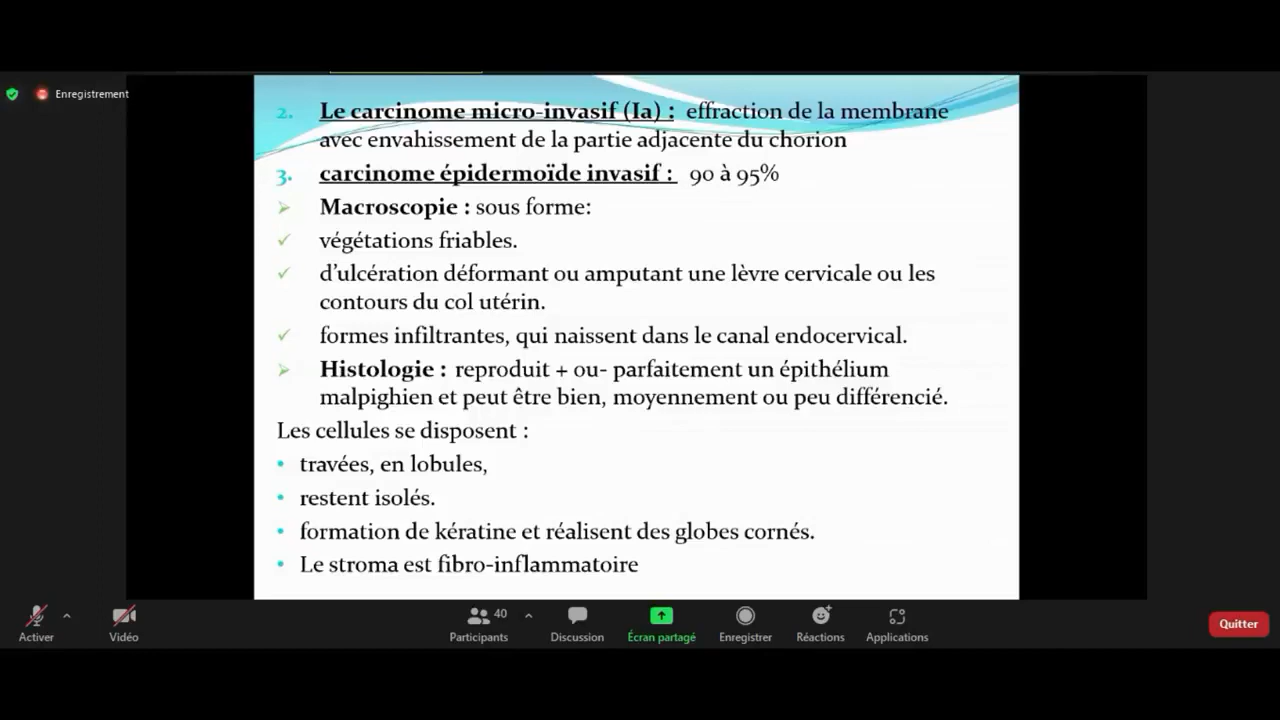 Enregistrement
2. Le carcinome micro-invasif (Ia) : effraction de la membrane
avec envahissement de la partie adjacente du chorion
3. carcinome épidermoïde invasif : 90 à 95%
Macroscopie : sous forme:
végétations friables.
d’ulcération déformant ou amputant une lèvre cervicale ou les
contours du col utérin.
formes infiltrantes, qui naissent dans le canal endocervical.
Histologie : reproduit + ou- parfaitement un épithélium
malpighien et peut être bien, moyennement ou peu différencié.
Les cellules se disposent :
• travées, en lobules,
• restent isolés.
• formation de kératine et réalisent des globes cornés.
• Le stroma est fibro-inflammatoire
40
Activer Vidéo Participants Discussion Écran partagé Enregistrer Réactions Applications Quitter